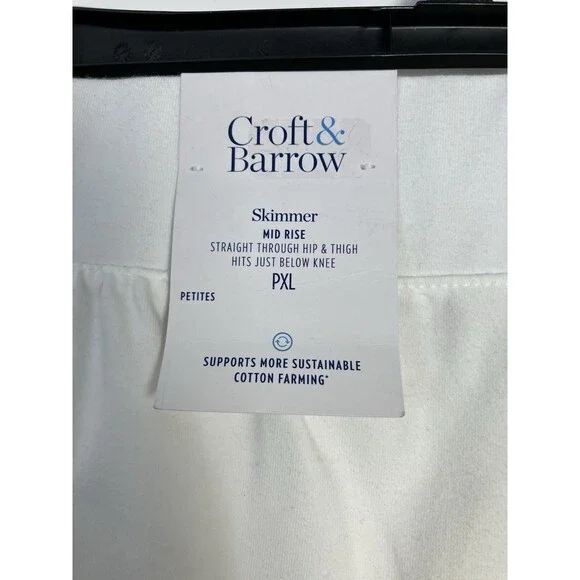 Croft&
Barrow
Skimmer
MID RISE
STRAIGHT THROUGH HIP & THIGH
HITS JUST BELOW KNEE
PXL
PETITES
SUPPORTS MORE SUSTAINABLE
COTTON FARMING*